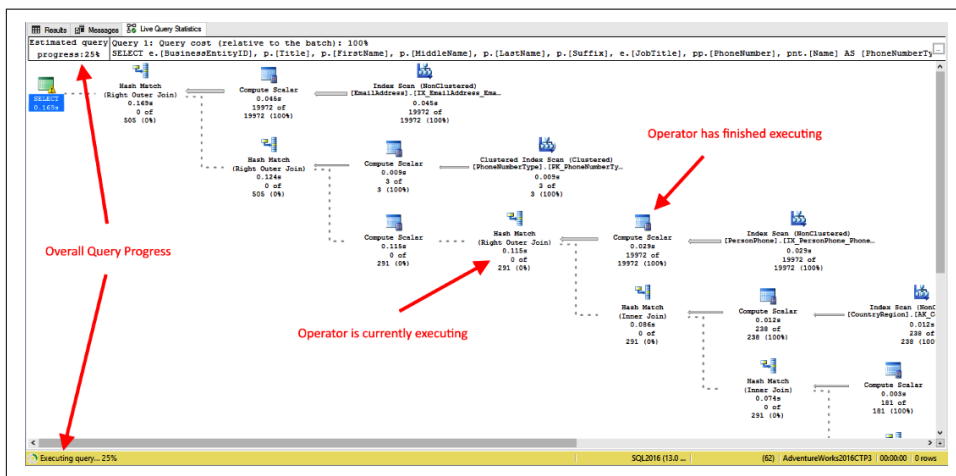 Results Messages Live Query Statistics
Estimated query progress:25%
Query 1: Query cost (relative to the batch): 100%
SELECT e.[BusinessEntityID], p.[Title], p.[FirstName], p.[MiddleName], p.[LastName], p.[Suffix], e.[JobTitle], pp.[PhoneNumber], pnt.[Name] AS [PhoneNumberTy
SELECT
0.169s
Hash Match
(Right Outer Join)
0.169s
0 of
505 (0%)
Compute Scalar
0.045s
19972 of
19972 (100%)
Index Scan (NonClustered)
[EmailAddress].[IX_EmailAddress_Ema…
0.045s
19972 of
19972 (100%)
Operator has finished executing
Hash Match
(Right Outer Join)
0.124s
0 of
505 (0%)
Compute Scalar
0.009s
3 of
3 (100%)
Clustered Index Scan (Clustered)
[PhoneNumberType].[PK_PhoneNumberTy…
0.009s
3 of
3 (100%)
Overall Query Progress
Compute Scalar
0.115s
0 of
291 (0%)
Hash Match
(Right Outer Join)
0.115s
0 of
291 (0%)
Compute Scalar
0.029s
19972 of
19972 (100%)
Index Scan (NonClustered)
[PersonPhone].[IX_PersonPhone_Phone…
0.029s
19972 of
19972 (100%)
Operator is currently executing
Hash Match
(Inner Join)
0.086s
0 of
291 (0%)
Compute Scalar
0.012s
238 of
238 (100%)
Index Scan (NonC
[CountryRegion].[AK_C
0.012s
238 of
238 (100
Hash Match
(Inner Join)
0.074s
0 of
291 (0%)
Compute Scalar
0.003s
181 of
181 (100%)
Executing query... 25%
SQL2016 (13.0 ...
(62)
AdventureWorks2016CTP3
00:00:00
0 rows